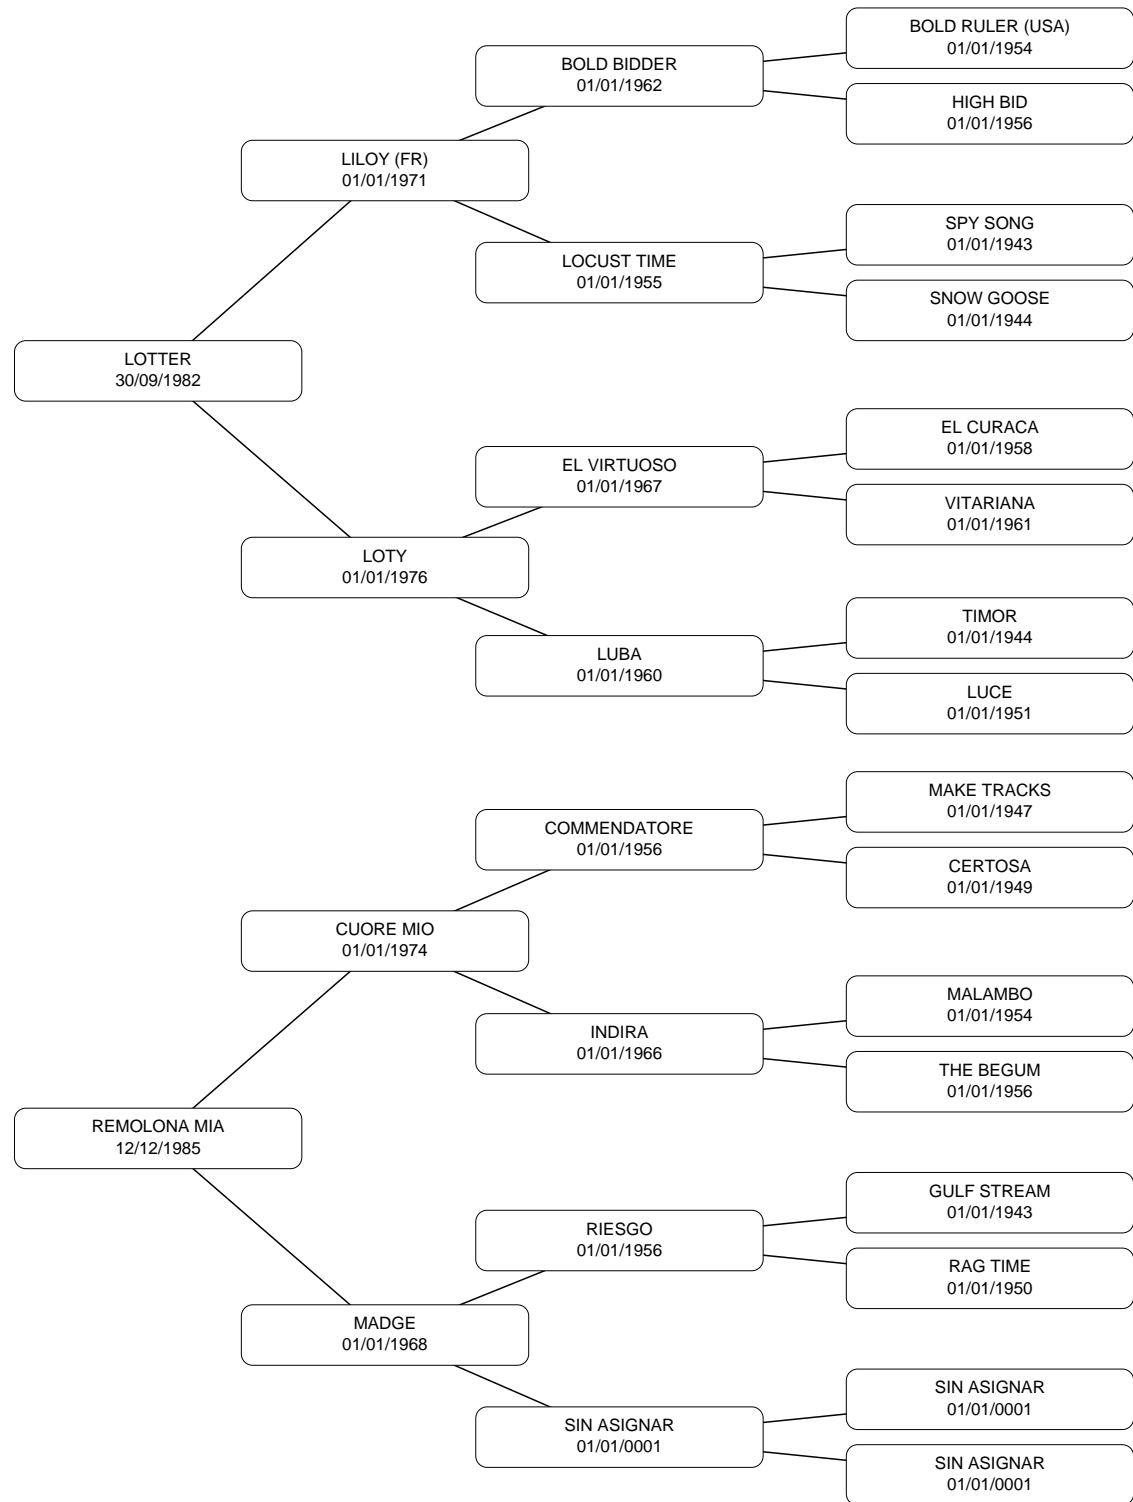 BOLD RULER (USA)
01/01/1954
BOLD BIDDER
01/01/1962
HIGH BID
01/01/1956
LILOY (FR)
01/01/1971
SPY SONG
01/01/1943
LOCUST TIME
01/01/1955
SNOW GOOSE
01/01/1944
LOTTER
30/09/1982
EL CURACA
01/01/1958
EL VIRTUOSO
01/01/1967
VITARIANA
01/01/1961
LOTY
01/01/1976
TIMOR
01/01/1944
LUBA
01/01/1960
LUCE
01/01/1951
MAKE TRACKS
01/01/1947
COMMENDATORE
01/01/1956
CERTOSA
01/01/1949
CUORE MIO
01/01/1974
MALAMBO
01/01/1954
INDIRA
01/01/1966
THE BEGUM
01/01/1956
REMOLONA MIA
12/12/1985
GULF STREAM
01/01/1943
RIESGO
01/01/1956
RAG TIME
01/01/1950
MADGE
01/01/1968
SIN ASIGNAR
01/01/0001
SIN ASIGNAR
01/01/0001
SIN ASIGNAR
01/01/0001